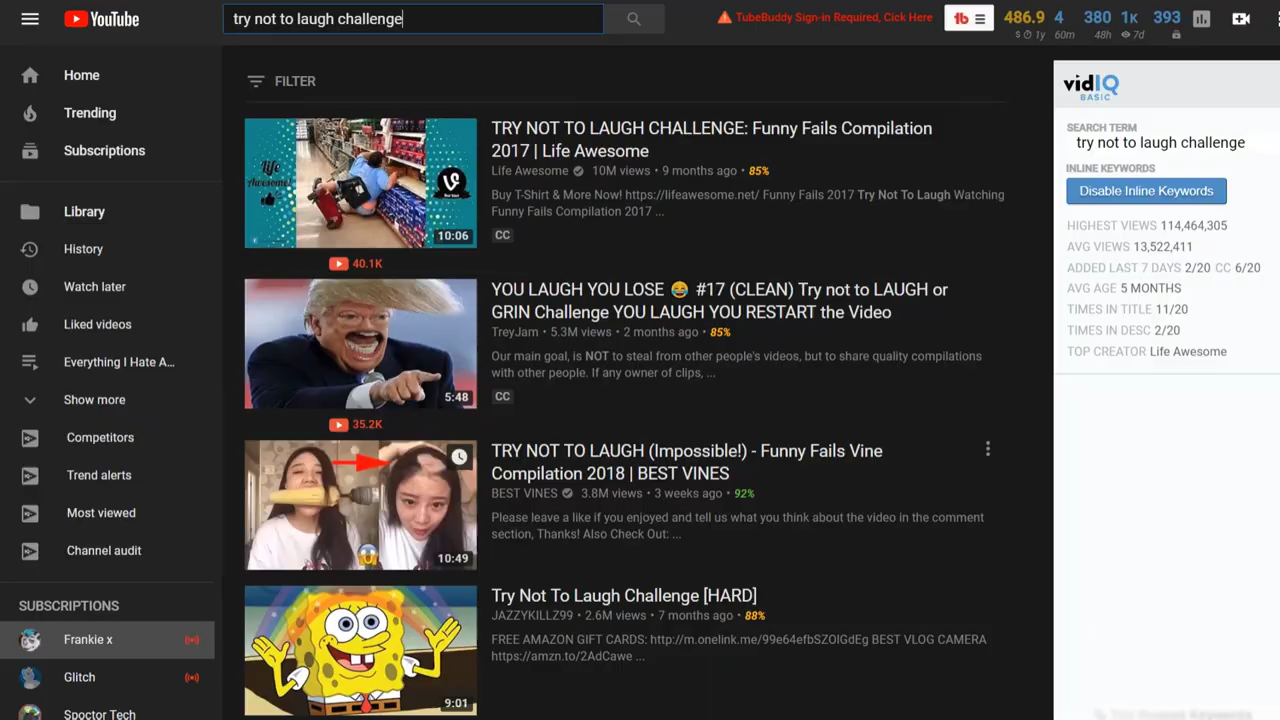 YouTube
try not to laugh challenge
TubeBuddy Sign-in Required, Cick Here
tb
486.9 4 380 1K 393
$ 1y 60m 48h 7d
Home
Trending
Subscriptions
Library
History
Watch later
Liked videos
Everything I Hate A...
Show more
Competitors
Trend alerts
Most viewed
Channel audit
SUBSCRIPTIONS
Frankie x
Glitch
Spoctor Tech
FILTER
Life Awesome!
10:06
TRY NOT TO LAUGH CHALLENGE: Funny Fails Compilation
2017 | Life Awesome
Life Awesome 10M views • 9 months ago • 85%
Buy T-Shirt & More Now! https://lifeawesome.net/ Funny Fails 2017 Try Not To Laugh Watching
Funny Fails Compilation 2017 ...
CC
40.1K
5:48
YOU LAUGH YOU LOSE 😂 #17 (CLEAN) Try not to LAUGH or
GRIN Challenge YOU LAUGH YOU RESTART the Video
TreyJam • 5.3M views • 2 months ago • 85%
Our main goal, is NOT to steal from other people's videos, but to share quality compilations
with other people. If any owner of clips, ...
CC
35.2K
10:49
TRY NOT TO LAUGH (Impossible!) - Funny Fails Vine
Compilation 2018 | BEST VINES
BEST VINES 3.8M views • 3 weeks ago • 92%
Please leave a like if you enjoyed and tell us what you think about the video in the comment
section, Thanks! Also Check Out: ...
9:01
Try Not To Laugh Challenge [HARD]
JAZZYKILLZ99 • 2.6M views • 7 months ago • 88%
FREE AMAZON GIFT CARDS: http://m.onelink.me/99e64efbSZOlGdEg BEST VLOG CAMERA
https://amzn.to/2AdCawe ...
vidIQ
BASIC
SEARCH TERM
try not to laugh challenge
INLINE KEYWORDS
Disable Inline Keywords
HIGHEST VIEWS 114,464,305
AVG VIEWS 13,522,411
ADDED LAST 7 DAYS 2/20 CC 6/20
AVG AGE 5 MONTHS
TIMES IN TITLE 11/20
TIMES IN DESC 2/20
TOP CREATOR Life Awesome